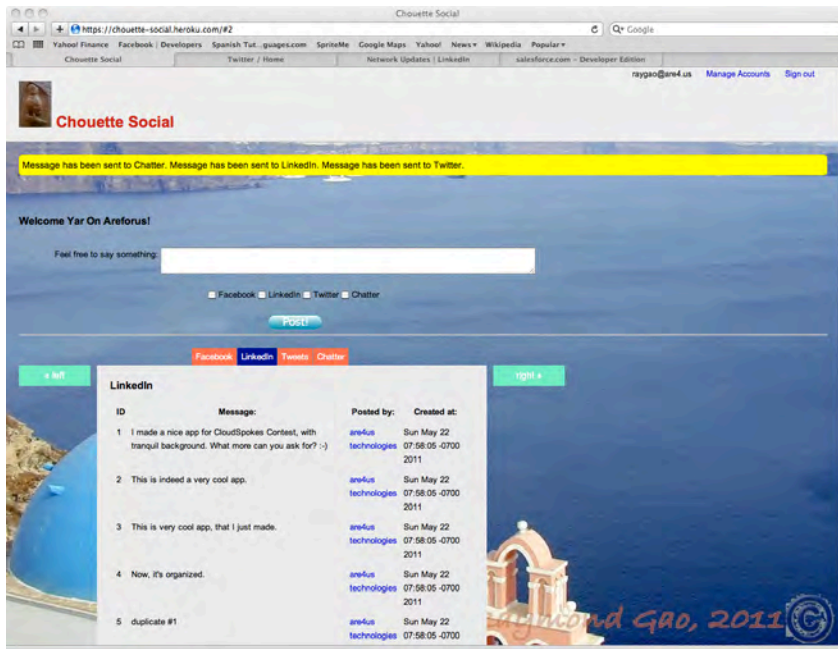 Chouette Social
https://chouette-social.heroku.com/#2
Google
Yahoo! Finance Facebook | Developers Spanish Tut...guages.com SpriteMe Google Maps Yahoo! News Wikipedia Popular
Chouette Social Twitter / Home Network Updates | LinkedIn salesforce.com - Developer Edition
raygao@are4.us Manage Accounts Sign out
Chouette Social
Message has been sent to Chatter. Message has been sent to LinkedIn. Message has been sent to Twitter.
Welcome Yar On Areforus!
Feel free to say something:
Facebook LinkedIn Twitter Chatter
Post!
Facebook LinkedIn Tweets Chatter
« left
right »
LinkedIn
ID Message: Posted by: Created at:
1 I made a nice app for CloudSpokes Contest, with are4us Sun May 22
tranquil background. What more can you ask for? :-) technologies 07:58:05 -0700
2011
2 This is indeed a very cool app. are4us Sun May 22
technologies 07:58:05 -0700
2011
3 This is very cool app, that I just made. are4us Sun May 22
technologies 07:58:05 -0700
2011
4 Now, it's organized. are4us Sun May 22
technologies 07:58:05 -0700
2011
5 duplicate #1 are4us Sun May 22
technologies 07:58:05 -0700
Gao, 2011 ©